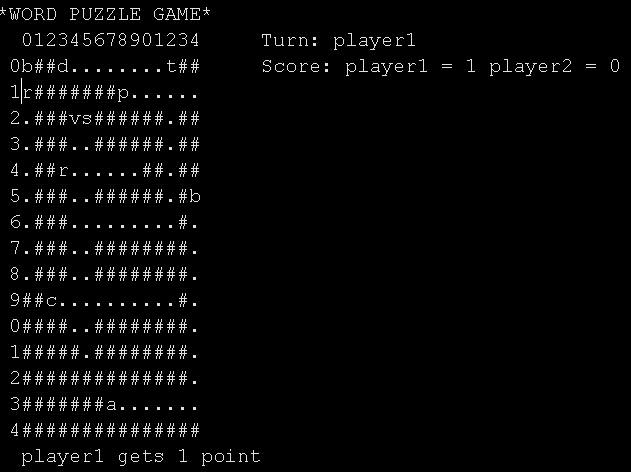 *WORD PUZZLE GAME*
012345678901234 Turn: player1
0b##d........t## Score: player1 = 1 player2 = 0
1r#######p......
2.###vs######.##
3.###..######.##
4.##r......##.##
5.###..######.#b
6.###.........#.
7.###..########.
8.###..########.
9##c..........#.
0####..########.
1#####.########.
2##############.
3#######a.......
4###############
player1 gets 1 point